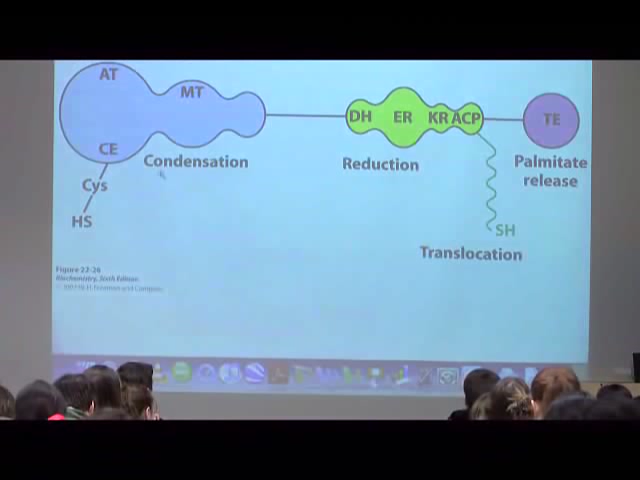 AT
MT
CE
Cys
HS
Condensation
DH
ER
KR
ACP
Reduction
SH
Translocation
TE
Palmitate
release
Figure 22-26
Biochemistry, Sixth Edition
© 2007 W. H. Freeman and Company